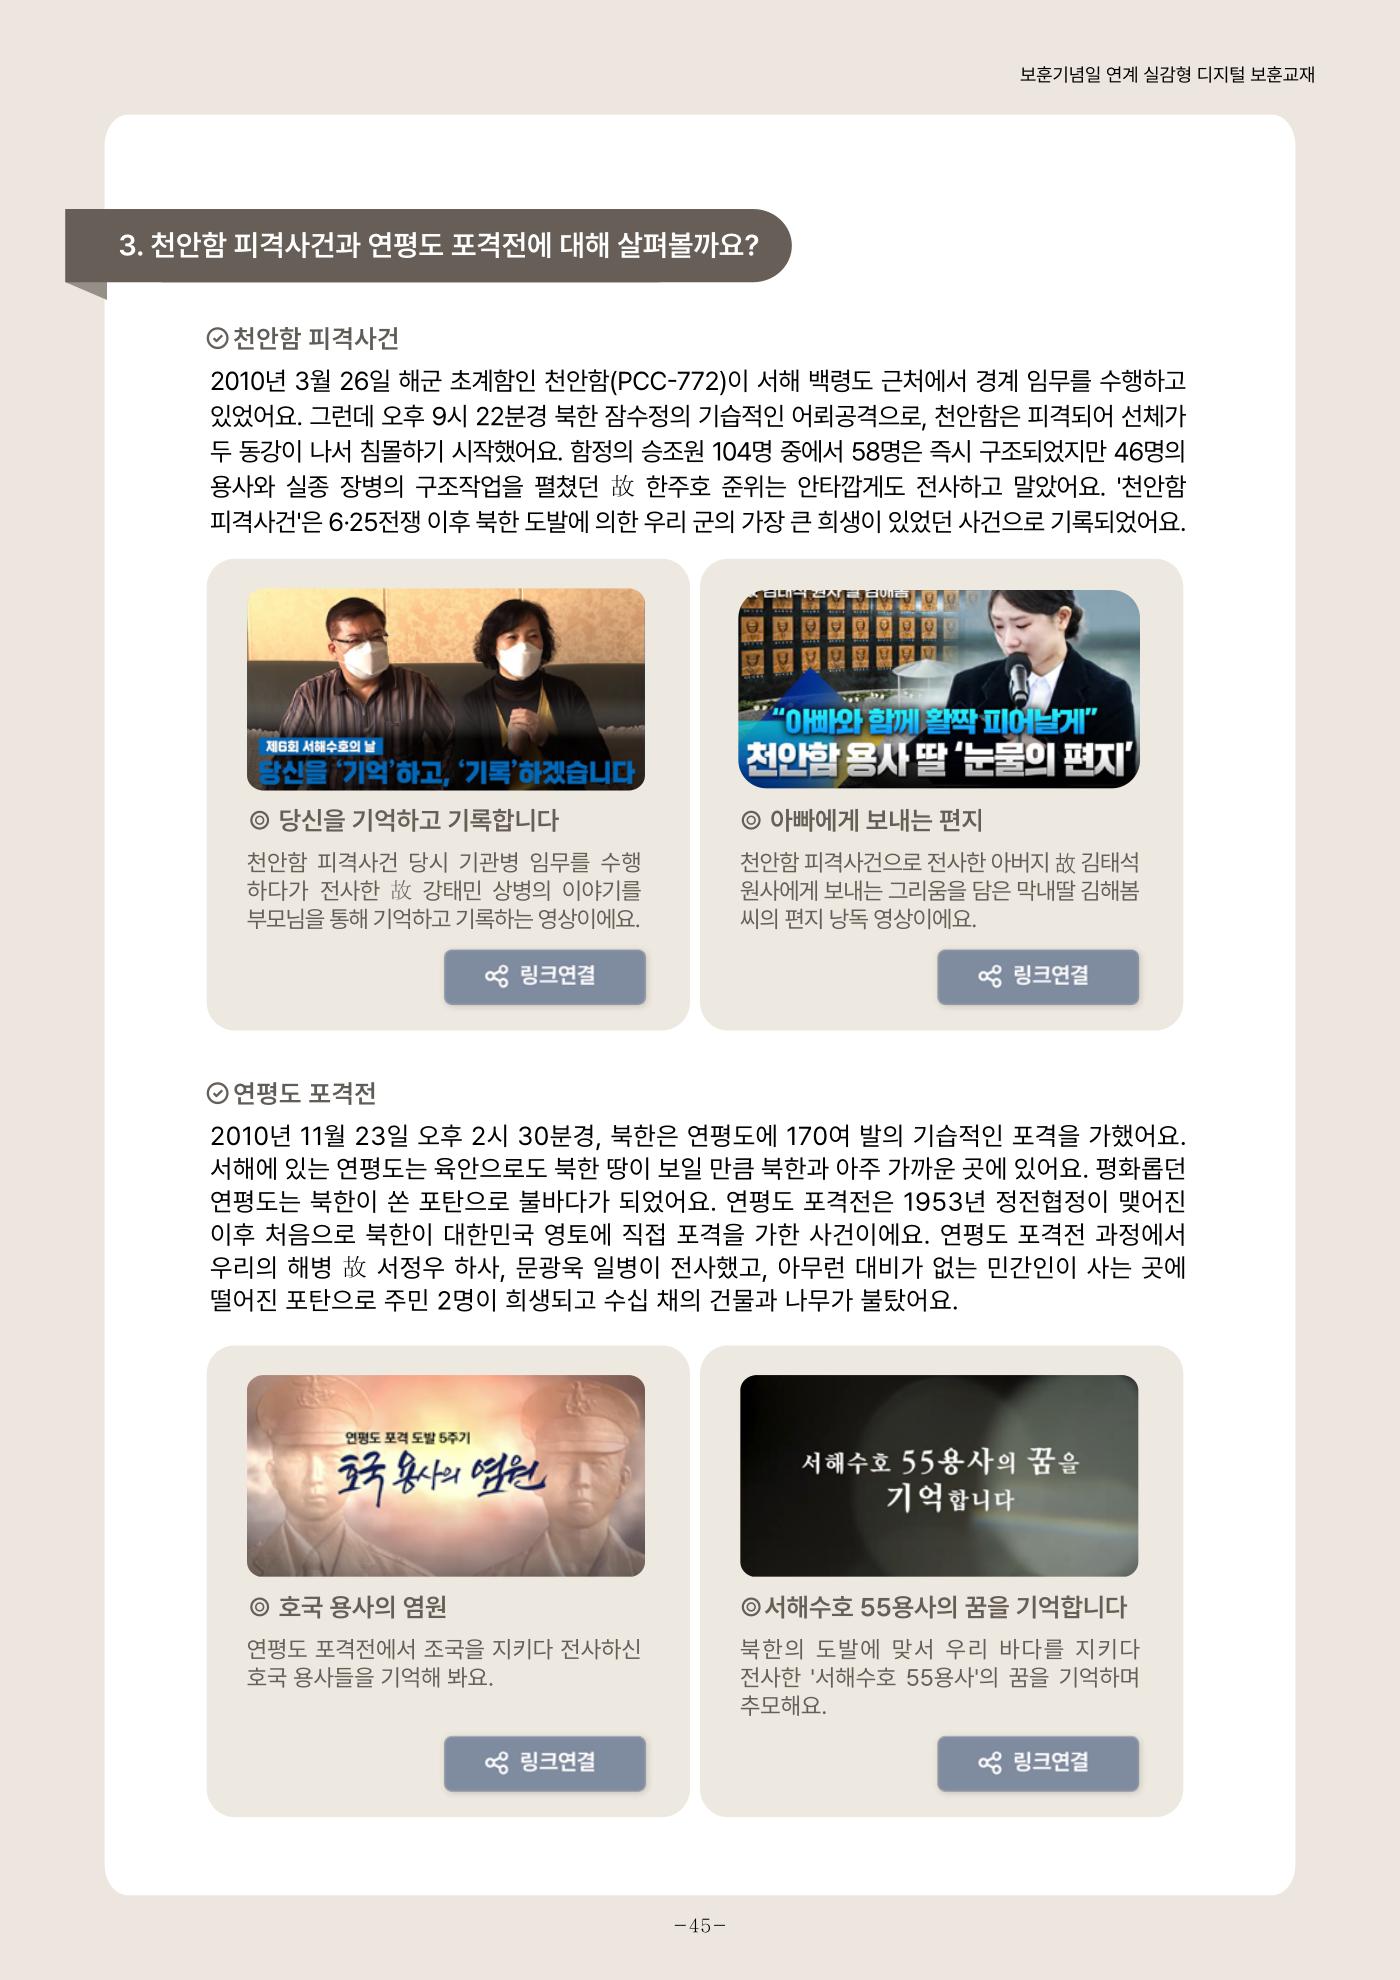 보훈기념일 연계 실감형 디지털 보훈교재
3. 천안함 피격사건과 연평도 포격전에 대해 살펴볼까요?
천안함 피격사건
2010년 3월 26일 해군 초계함인 천안함(PCC-772)이 서해 백령도 근처에서 경계 임무를 수행하고
있었어요. 그런데 오후 9시 22분경 북한 잠수정의 기습적인 어뢰공격으로, 천안함은 피격되어 선체가
두 동강이 나서 침몰하기 시작했어요. 함정의 승조원 104명 중에서 58명은 즉시 구조되었지만 46명의
용사와 실종 장병의 구조작업을 펼쳤던 故 한주호 준위는 안타깝게도 전사하고 말았어요. '천안함
피격사건'은 6·25전쟁 이후 북한 도발에 의한 우리 군의 가장 큰 희생이 있었던 사건으로 기록되었어요.
제6회 서해수호의 날
당신을 ‘기억’하고, ‘기록’하겠습니다
◎ 당신을 기억하고 기록합니다
천안함 피격사건 당시 기관병 임무를 수행
하다가 전사한 故 강태민 상병의 이야기를
부모님을 통해 기억하고 기록하는 영상이에요.
링크연결
故 김태석 원사 딸 김해봄
“아빠와 함께 활짝 피어날게”
천안함 용사 딸 ‘눈물의 편지’
◎ 아빠에게 보내는 편지
천안함 피격사건으로 전사한 아버지 故 김태석
원사에게 보내는 그리움을 담은 막내딸 김해봄
씨의 편지 낭독 영상이에요.
링크연결
연평도 포격전
2010년 11월 23일 오후 2시 30분경, 북한은 연평도에 170여 발의 기습적인 포격을 가했어요.
서해에 있는 연평도는 육안으로도 북한 땅이 보일 만큼 북한과 아주 가까운 곳에 있어요. 평화롭던
연평도는 북한이 쏜 포탄으로 불바다가 되었어요. 연평도 포격전은 1953년 정전협정이 맺어진
이후 처음으로 북한이 대한민국 영토에 직접 포격을 가한 사건이에요. 연평도 포격전 과정에서
우리의 해병 故 서정우 하사, 문광욱 일병이 전사했고, 아무런 대비가 없는 민간인이 사는 곳에
떨어진 포탄으로 주민 2명이 희생되고 수십 채의 건물과 나무가 불탔어요.
연평도 포격 도발 5주기
호국 용사의 염원
◎ 호국 용사의 염원
연평도 포격전에서 조국을 지키다 전사하신
호국 용사들을 기억해 봐요.
링크연결
서해수호 55용사의 꿈을
기억합니다
◎서해수호 55용사의 꿈을 기억합니다
북한의 도발에 맞서 우리 바다를 지키다
전사한 '서해수호 55용사'의 꿈을 기억하며
추모해요.
링크연결
-45-